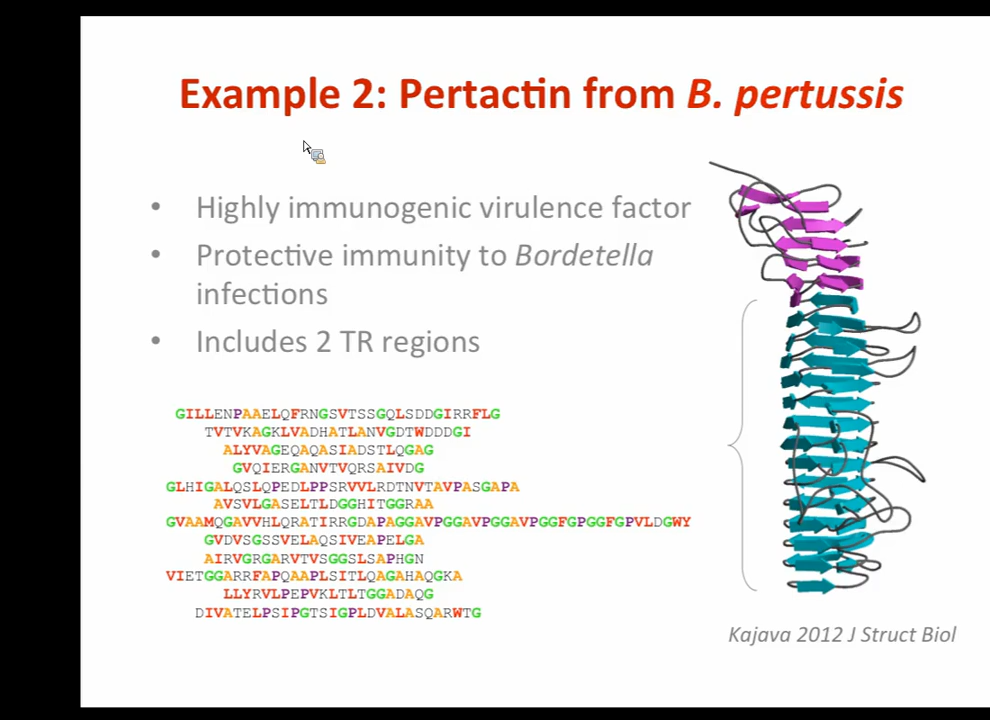 Example 2: Pertactin from B. pertussis
• Highly immunogenic virulence factor
• Protective immunity to Bordetella
infections
• Includes 2 TR regions
GILLENPAAELQFRNGSVTSSGQLSDDGIRRFLG
TVTVKAGKLVADHATLANVGDTWDDDGI
ALYVAGEQAQASIADSTLQGAG
GVQIERGANVTVQRSAIVDG
GLHIGALQSLQPEDLPPSRVVLRDTNVTAVPASGAPA
AVSVLGASELTLDGGHITGGRAA
GVAAMQGAVVHLQRATIRRGDAPAGGAVPGGAVPGGAVPGGFGPGGFGPVLDGWY
GVDVSGSSVELAQSIVEAPELGA
AIRVGRGARVTVSGGSLSAPHGN
VIETGGARRFAPQAAPLSITLQAGAHAQGKA
LLYRVLPEPVKLTLTGGADAQG
DIVATELPSIPGTSIGPLDVALASQARWTG
Kajava 2012 J Struct Biol